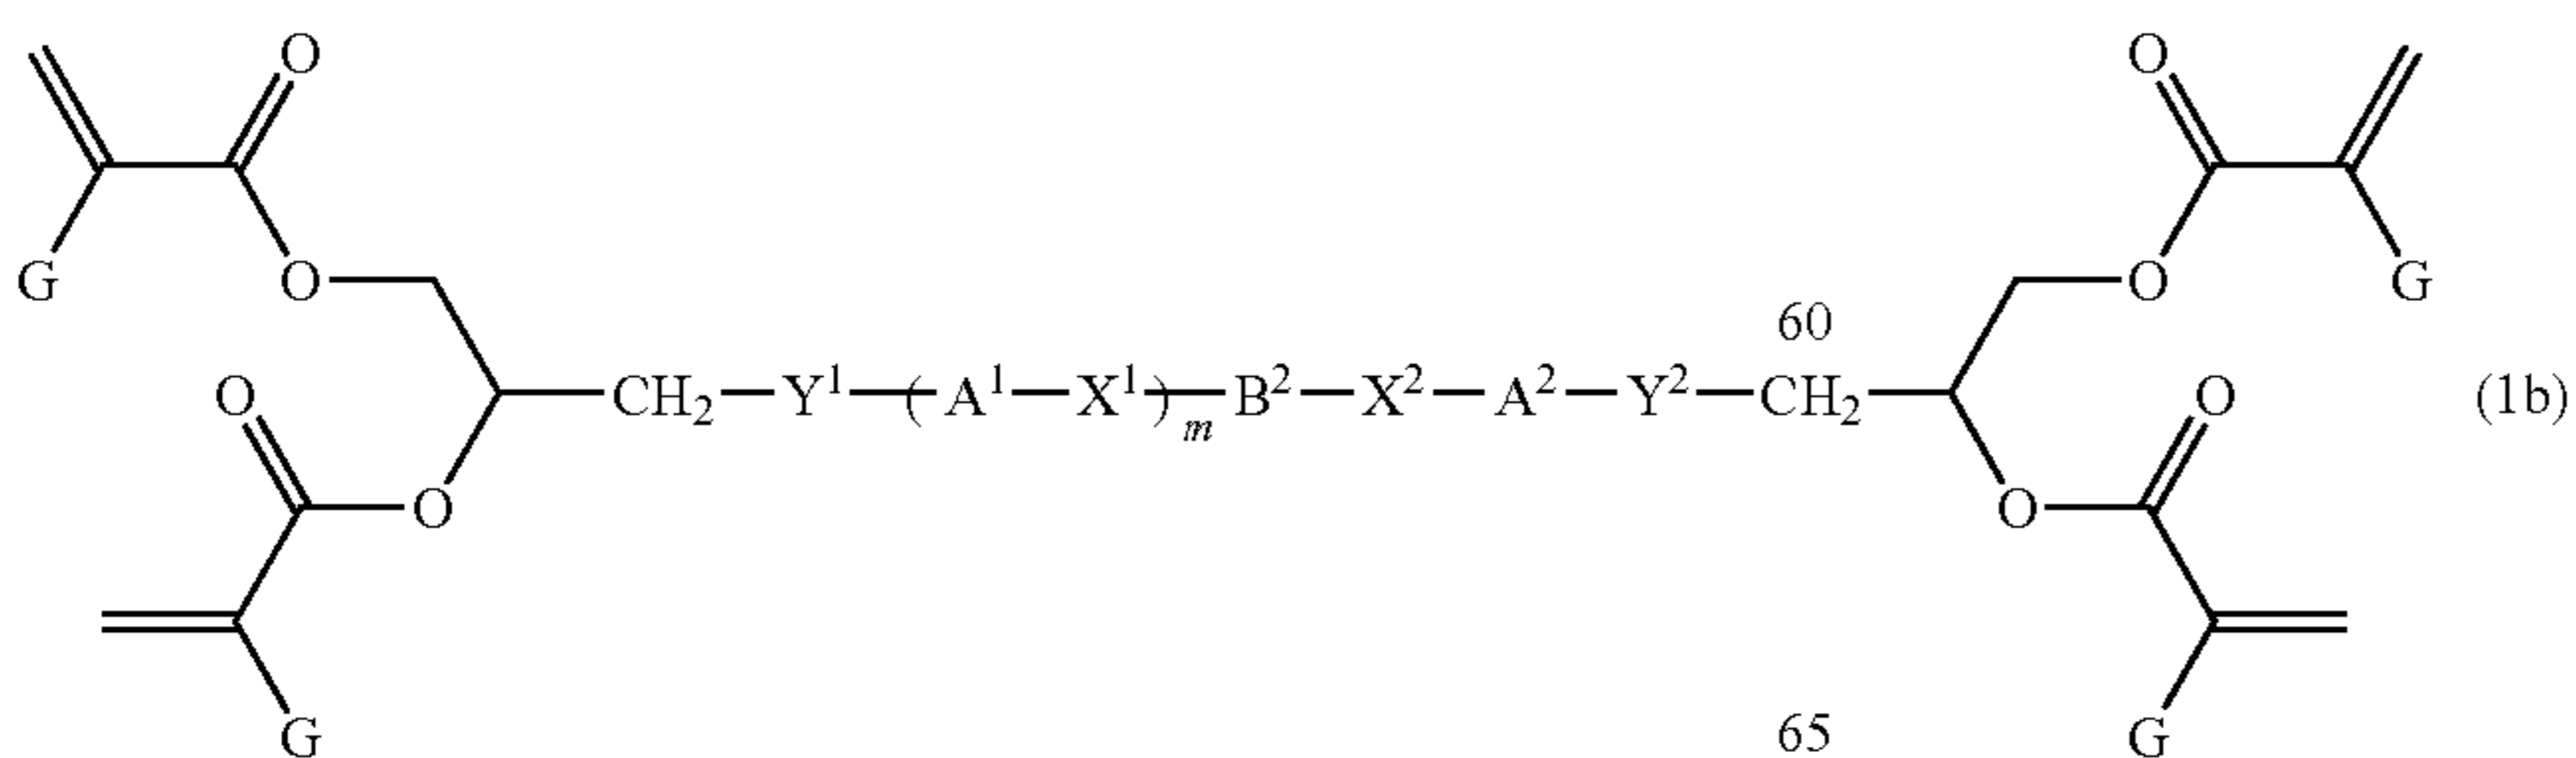 O O
G O O G
60
O CH₂—Y¹—(A¹—X¹)ₘ—B²—X²—A²—Y²—CH₂ O (1b)
O O
G 65 G